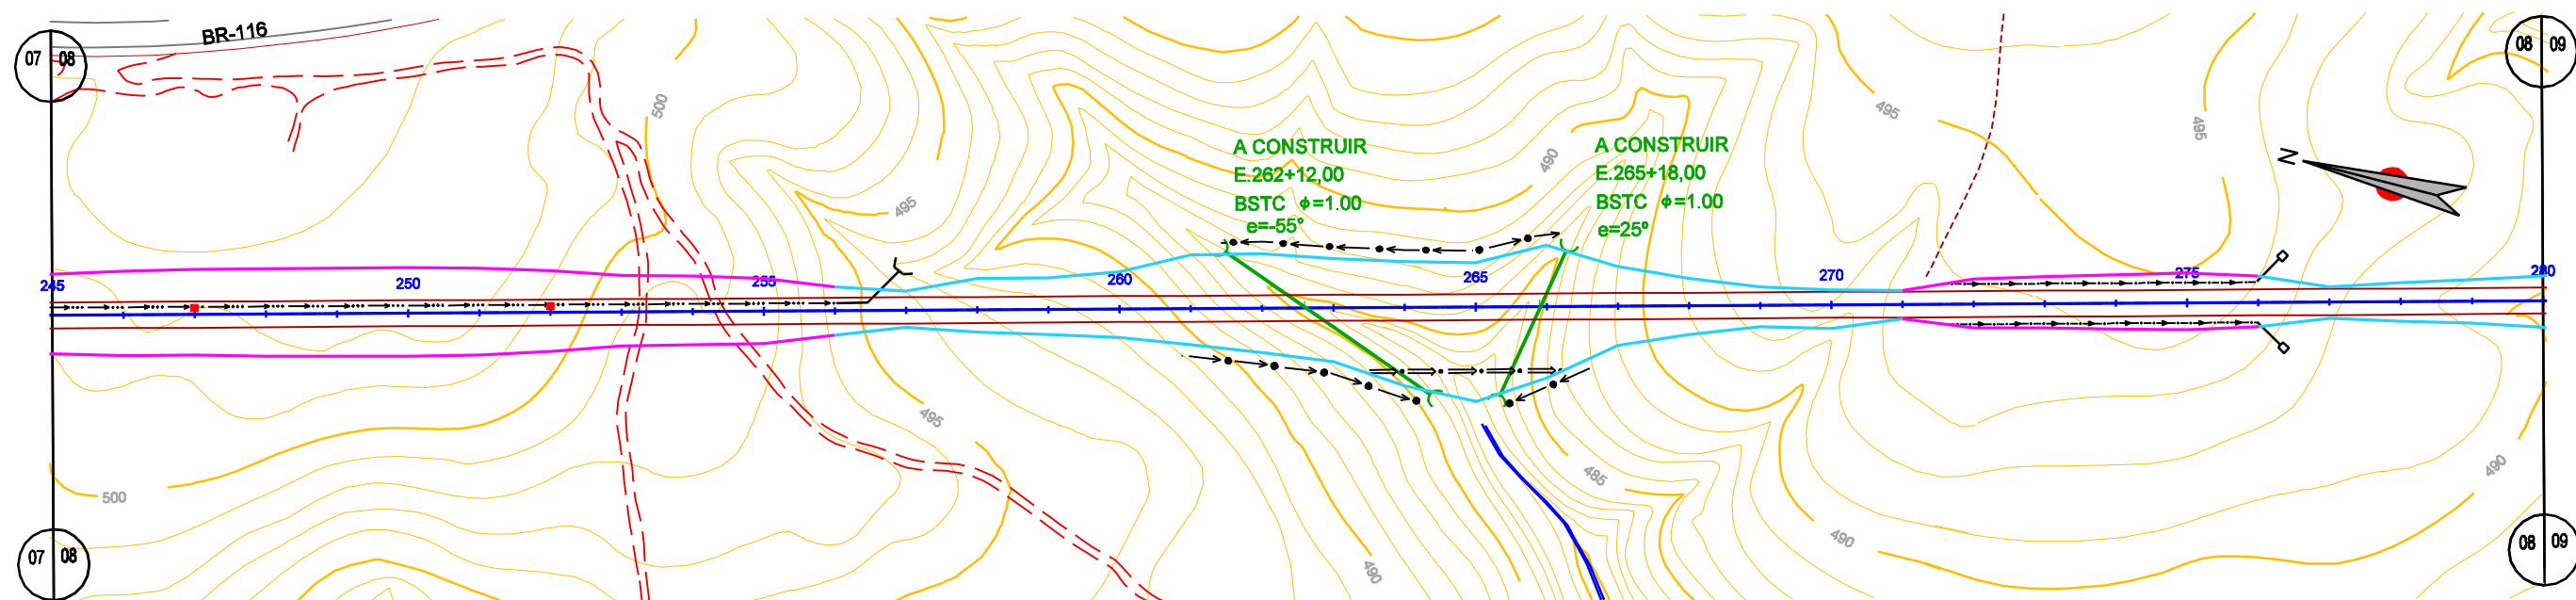 BR-116
07 08
08 09
500
495
495
A CONSTRUIR
E.262+12,00
BSTC ϕ=1.00
e=-55°
490
A CONSTRUIR
E.265+18,00
BSTC ϕ=1.00
e=25°
N
495
245
250
255
260
265
270
275
280
495
500
485
490
490
490
07 08
08 09